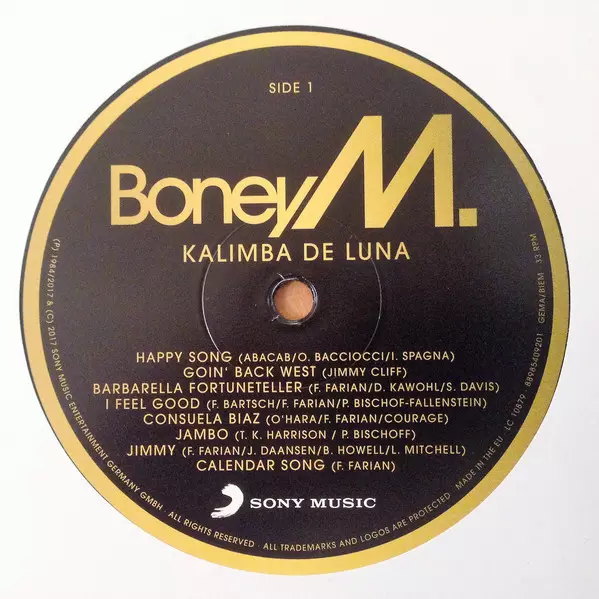 SIDE 1
Boney M.
KALIMBA DE LUNA
HAPPY SONG (ABACAB/O. BACCIOCCI/I. SPAGNA)
GOIN' BACK WEST (JIMMY CLIFF)
BARBARELLA FORTUNETELLER (F. FARIAN/D. KAWOHL/S. DAVIS)
I FEEL GOOD (F. BARTSCH/F. FARIAN/P. BISCHOF-FALLENSTEIN)
CONSUELA BIAZ (O'HARA/F. FARIAN/COURAGE)
JAMBO (T. K. HARRISON / P. BISCHOFF)
JIMMY (F. FARIAN/J. DAANSEN/B. HOWELL/L. MITCHELL)
CALENDAR SONG (F. FARIAN)
SONY MUSIC
(P) 1984/2017 & (C) 2017 SONY MUSIC ENTERTAINMENT GERMANY GMBH · ALL RIGHTS RESERVED · ALL TRADEMARKS AND LOGOS ARE PROTECTED · MADE IN THE EU LC 10879 88985409201 GEMA/BIEM 33 RPM